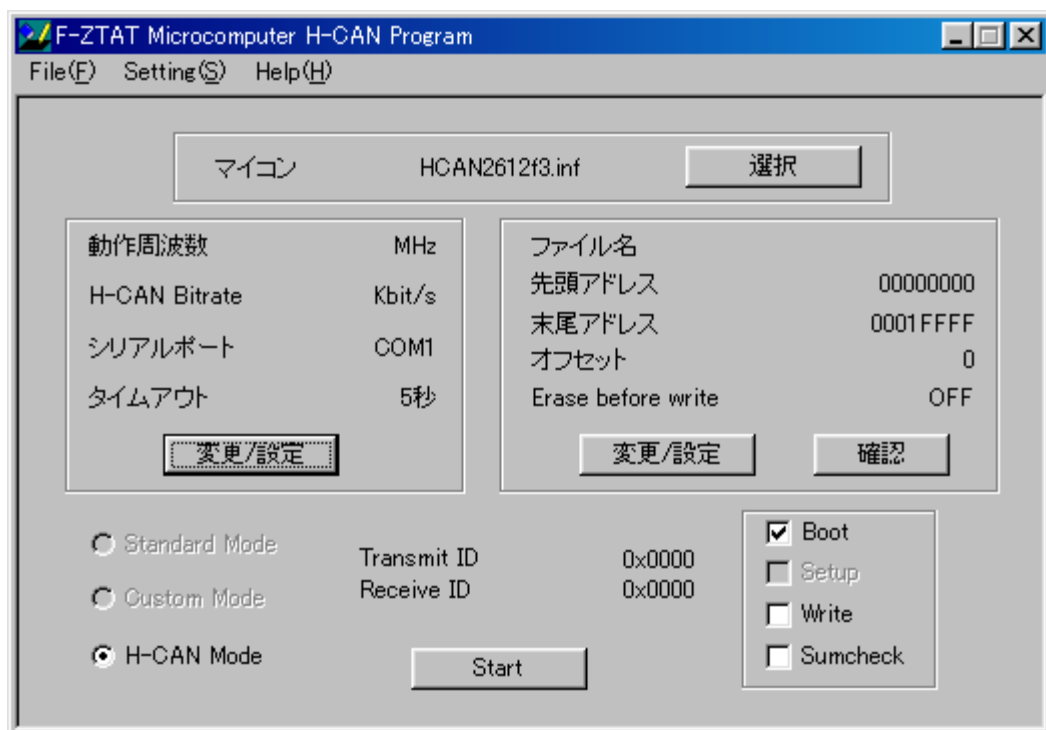 F-ZTAT Microcomputer H-CAN Program
File(F) Setting(S) Help(H)
マイコン HCAN2612f3.inf 選択
動作周波数 MHz
H-CAN Bitrate Kbit/s
シリアルポート COM1
タイムアウト 5秒
変更/設定
ファイル名
先頭アドレス 00000000
末尾アドレス 0001FFFF
オフセット 0
Erase before write OFF
変更/設定 確認
Standard Mode
Custom Mode
H-CAN Mode
Transmit ID 0x0000
Receive ID 0x0000
Start
Boot
Setup
Write
Sumcheck